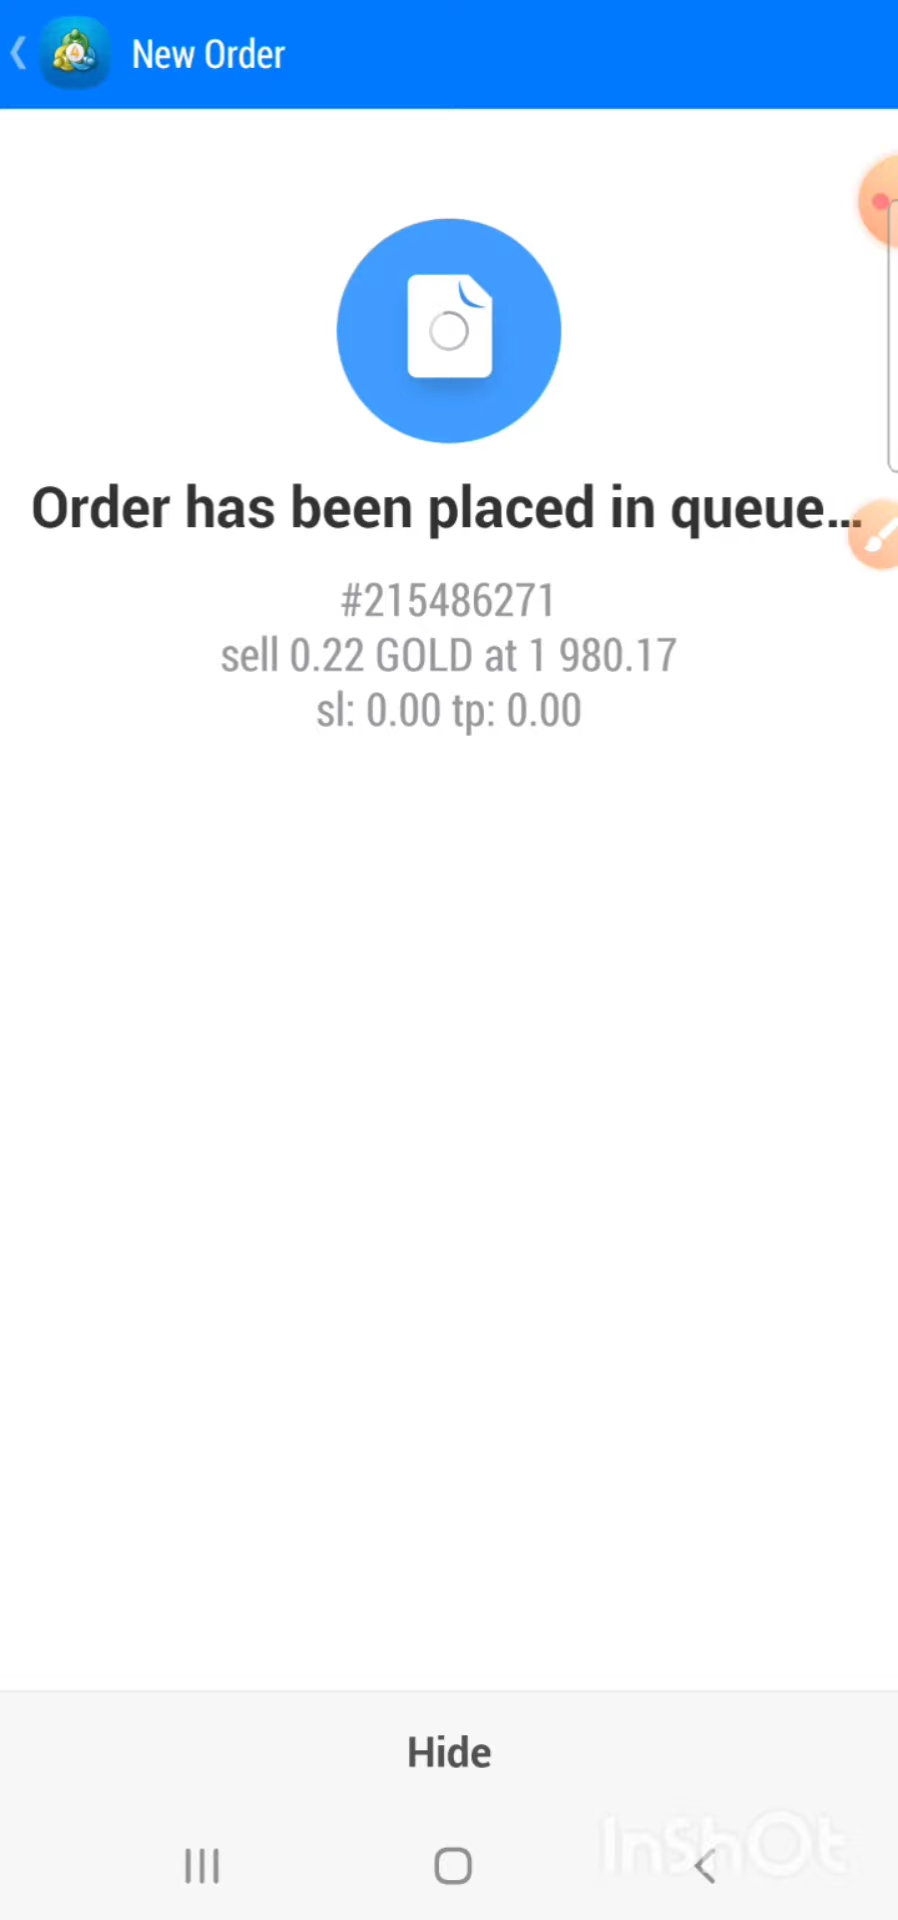 New Order
Order has been placed in queue...
#215486271
sell 0.22 GOLD at 1 980.17
sl: 0.00 tp: 0.00
Hide
InShOt